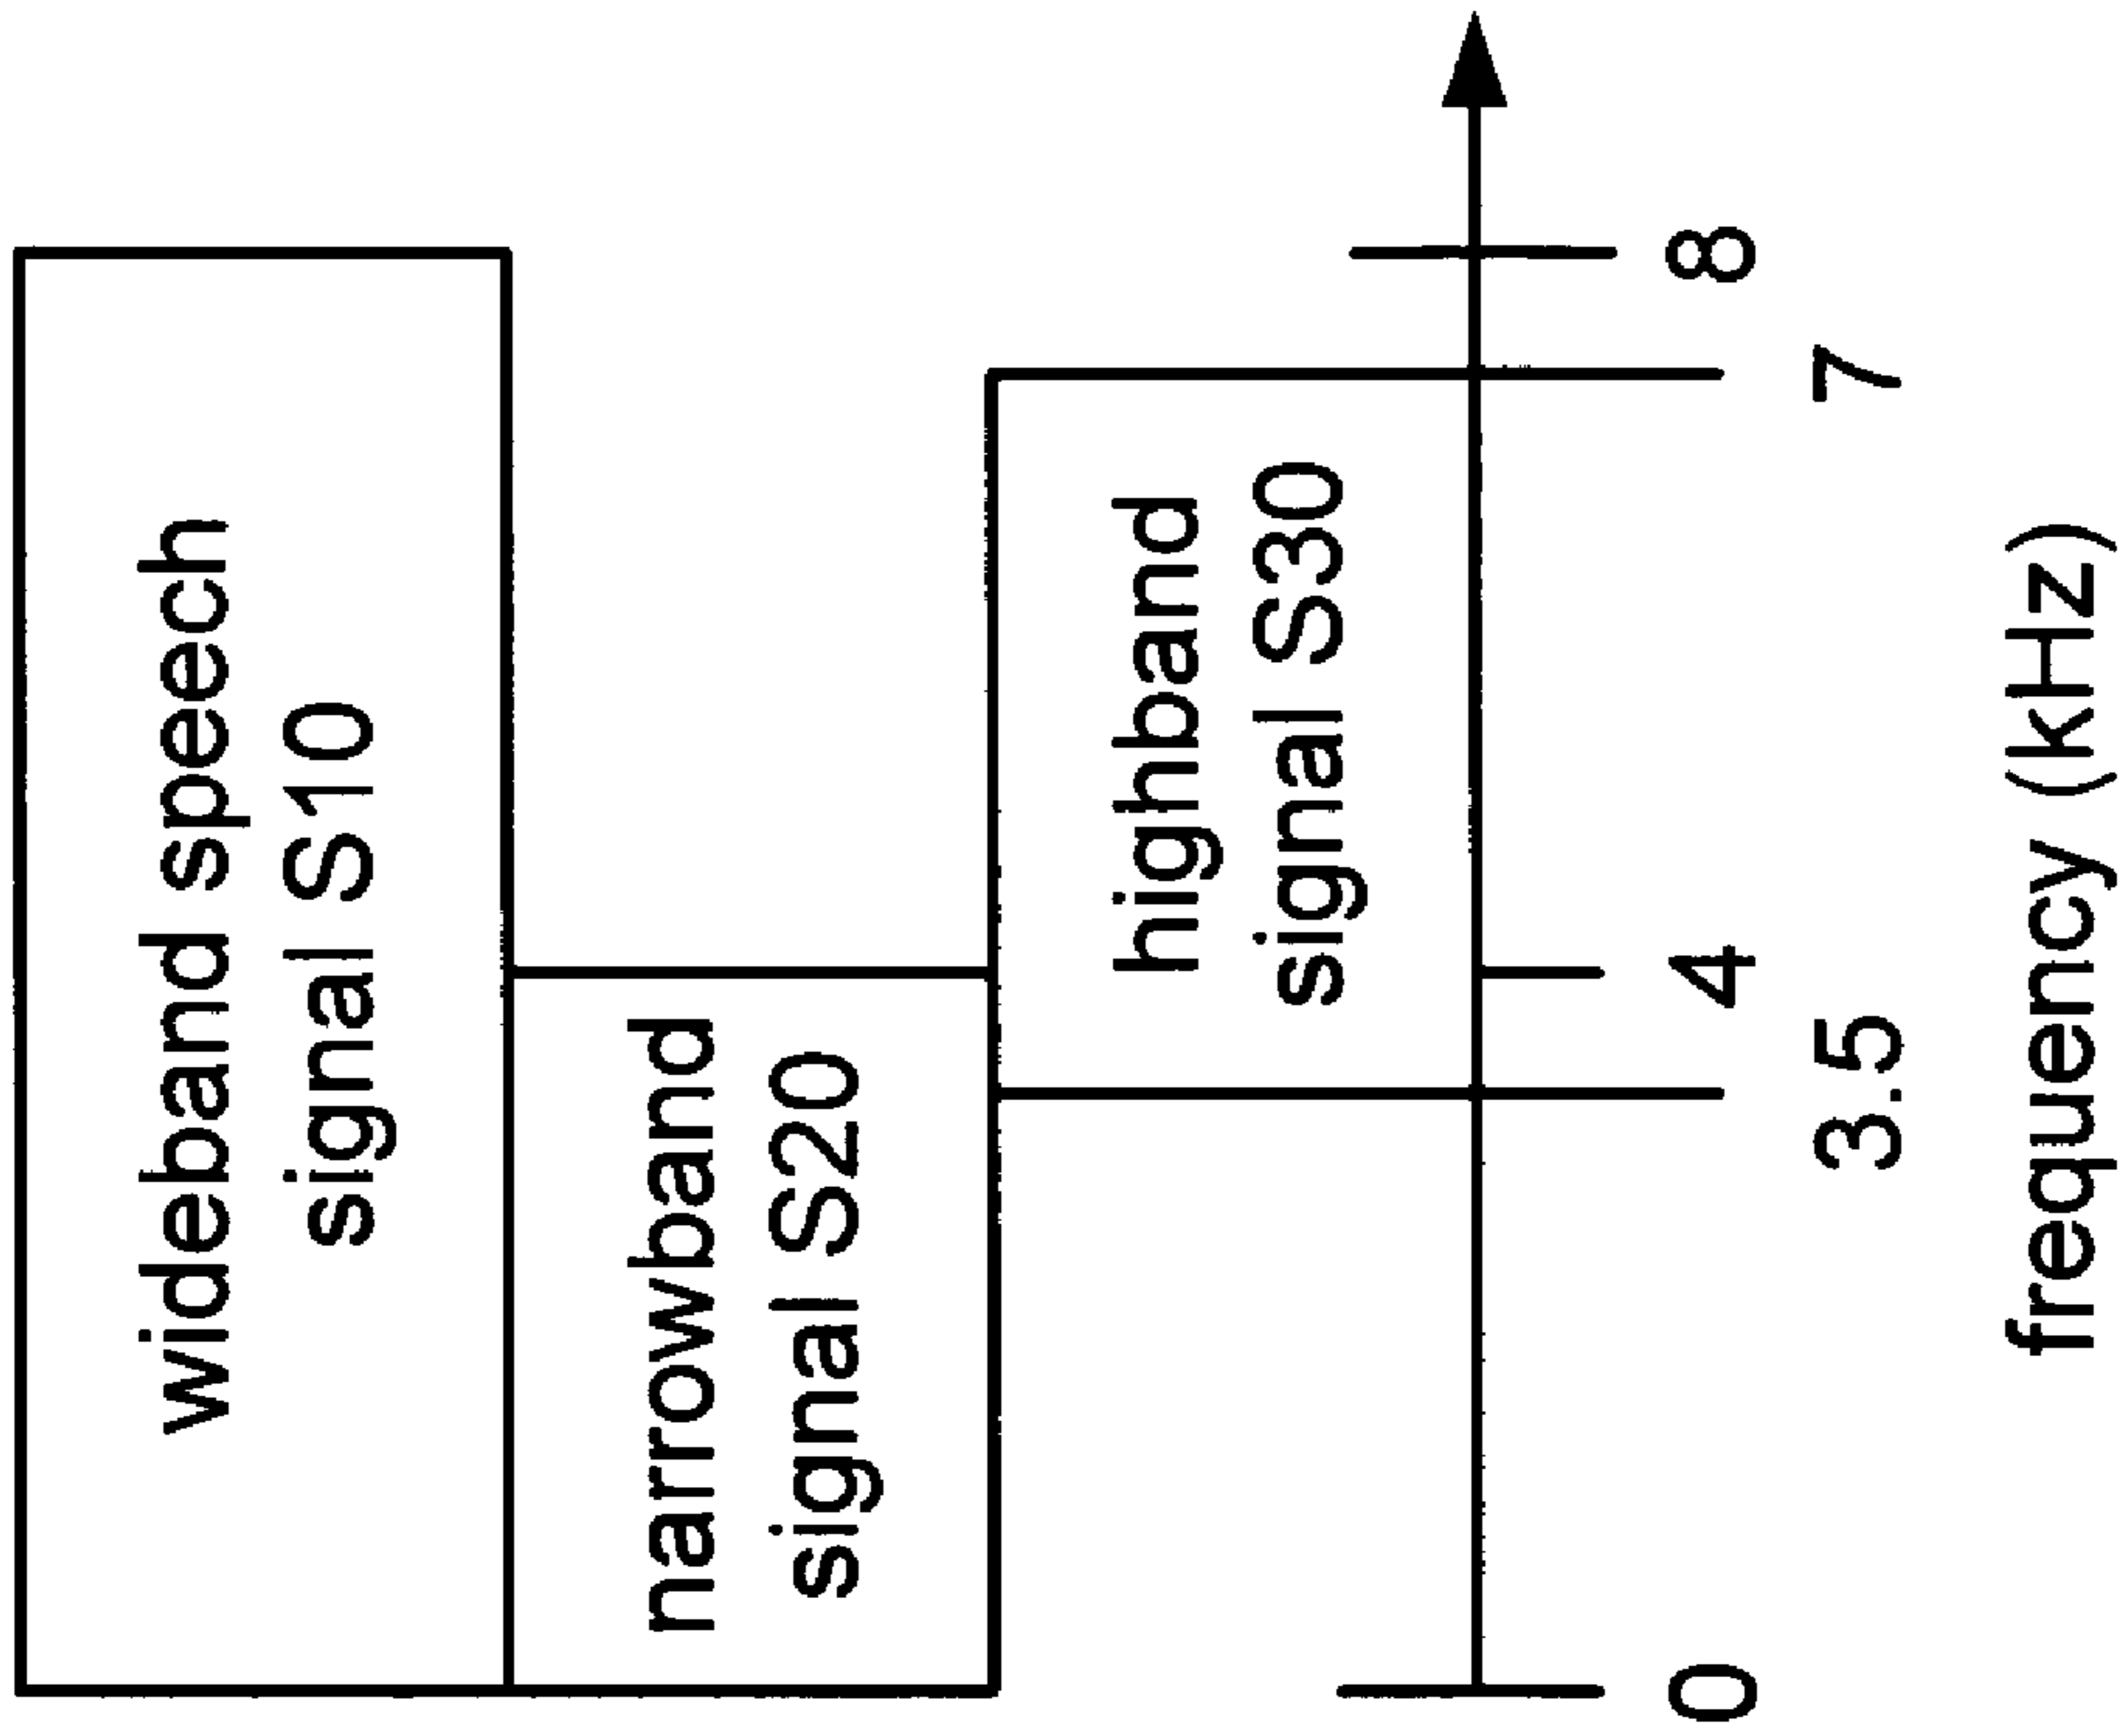 wideband speech
signal S10
narrowband
signal S20
highband
signal S30
0 4 8
3.5 7
frequency (kHz)